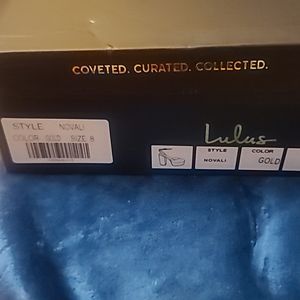 COVETED. CURATED. COLLECTED.
STYLE NOVALI
COLOR GOLD SIZE 8
Lulus
STYLE COLOR
NOVALI GOLD